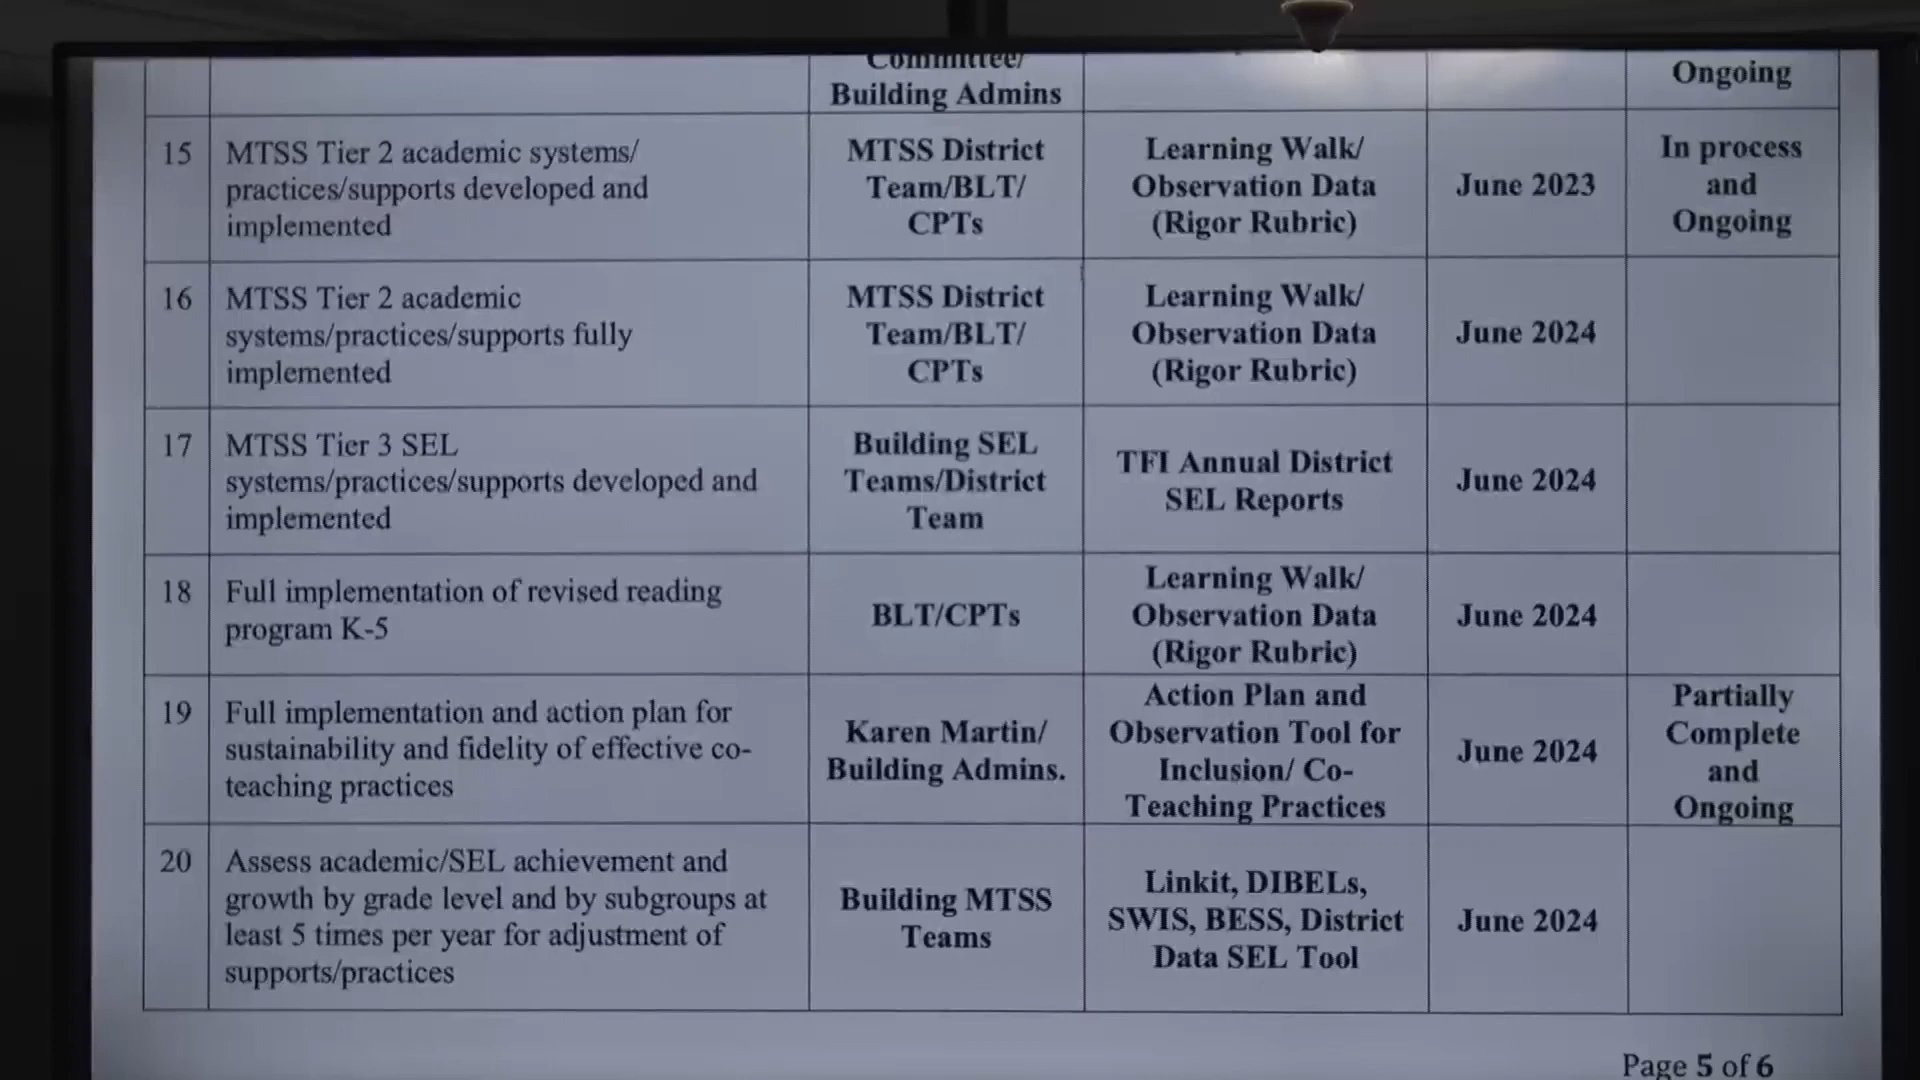 Committee/
Building Admins
Ongoing
15
MTSS Tier 2 academic systems/
practices/supports developed and
implemented
MTSS District
Team/BLT/
CPTs
Learning Walk/
Observation Data
(Rigor Rubric)
June 2023
In process
and
Ongoing
16
MTSS Tier 2 academic
systems/practices/supports fully
implemented
MTSS District
Team/BLT/
CPTs
Learning Walk/
Observation Data
(Rigor Rubric)
June 2024
17
MTSS Tier 3 SEL
systems/practices/supports developed and
implemented
Building SEL
Teams/District
Team
TFI Annual District
SEL Reports
June 2024
18
Full implementation of revised reading
program K-5
BLT/CPTs
Learning Walk/
Observation Data
(Rigor Rubric)
June 2024
19
Full implementation and action plan for
sustainability and fidelity of effective co-
teaching practices
Karen Martin/
Building Admins.
Action Plan and
Observation Tool for
Inclusion/ Co-
Teaching Practices
June 2024
Partially
Complete
and
Ongoing
20
Assess academic/SEL achievement and
growth by grade level and by subgroups at
least 5 times per year for adjustment of
supports/practices
Building MTSS
Teams
Linkit, DIBELs,
SWIS, BESS, District
Data SEL Tool
June 2024
Page 5 of 6